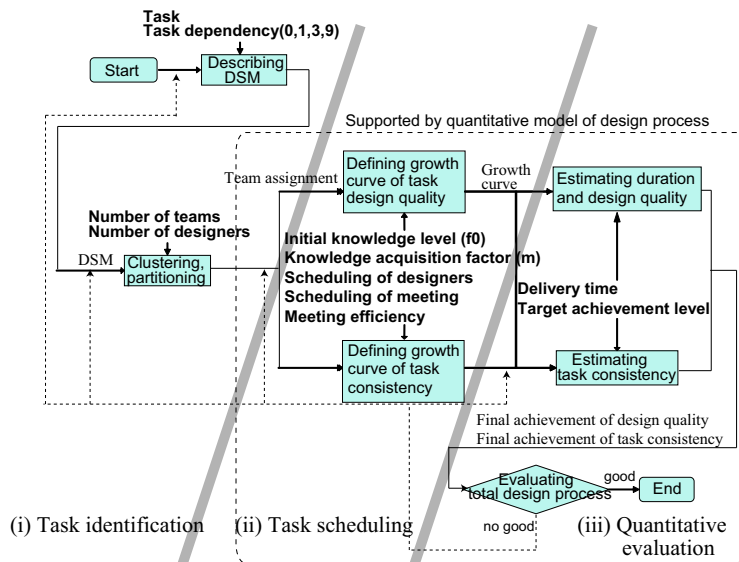 Task
Task dependency(0,1,3,9)
Start
Describing
DSM
Supported by quantitative model of design process
Team assignment
Defining growth
curve of task
design quality
Growth
curve
Estimating duration
and design quality
Number of teams
Number of designers
DSM
Clustering,
partitioning
Initial knowledge level (f0)
Knowledge acquisition factor (m)
Scheduling of designers
Scheduling of meeting
Meeting efficiency
Delivery time
Target achievement level
Defining growth
curve of task
consistency
Estimating
task consistency
Final achievement of design quality
Final achievement of task consistency
Evaluating
total design process
good
End
no good
(i) Task identification
(ii) Task scheduling
(iii) Quantitative
evaluation